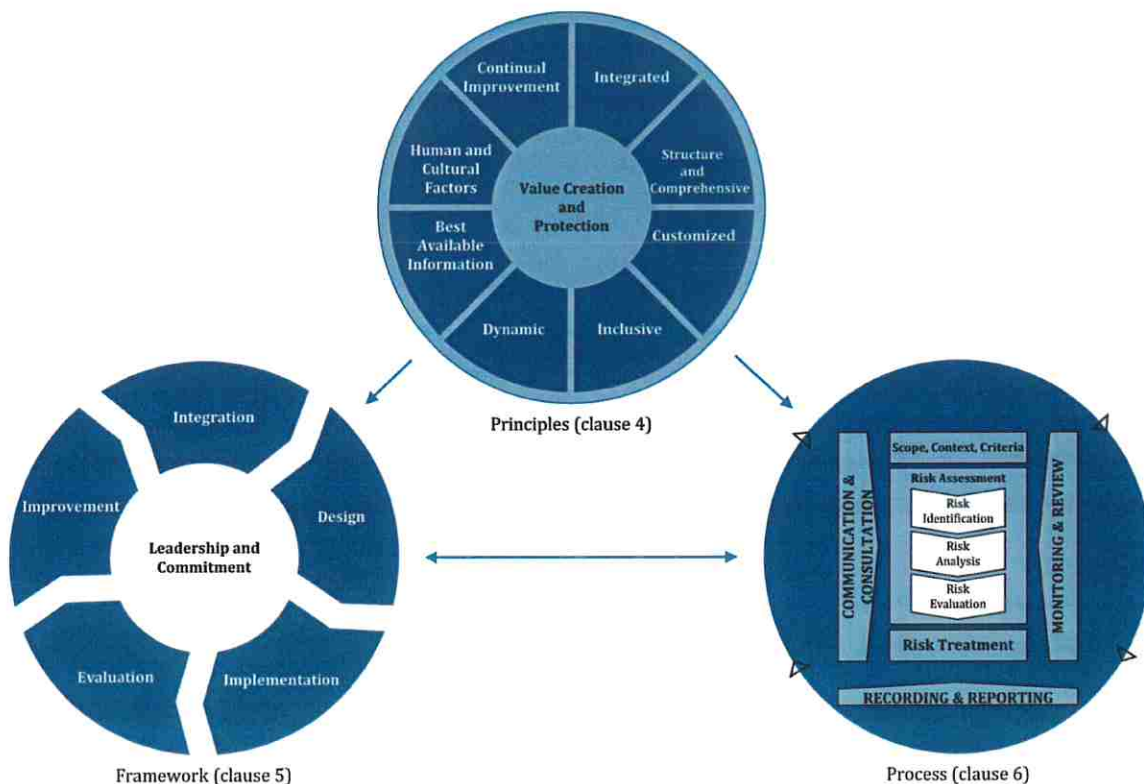 Continual
Improvement
Integrated
Human and
Cultural
Factors
Structure
and
Comprehensive
Value Creation
and
Protection
Best
Available
Information
Customized
Dynamic
Inclusive
Principles (clause 4)
Integration
Improvement
Design
Leadership and
Commitment
Evaluation
Implementation
Framework (clause 5)
Scope, Context, Criteria
Risk Assessment
Risk
Identification
Risk
Analysis
Risk
Evaluation
Risk Treatment
COMMUNICATION &
CONSULTATION
MONITORING & REVIEW
RECORDING & REPORTING
Process (clause 6)